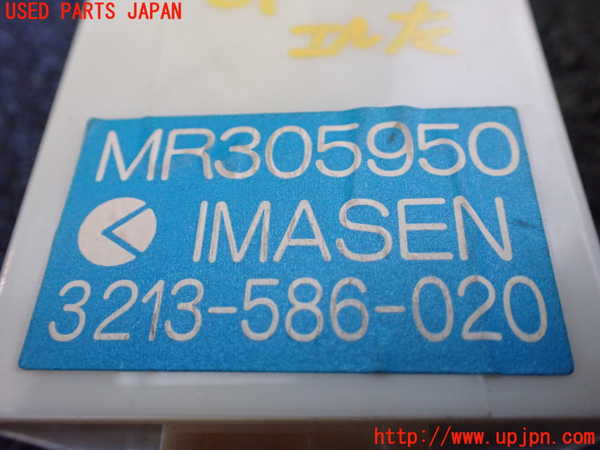 USED PARTS JAPAN
MR305950
IMASEN
3213-586-020
http://www.upjpn.com/